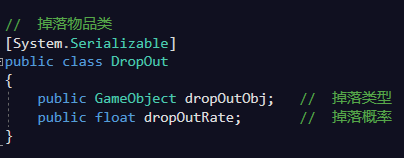 //  掉落物品类
[System.Serializable]
public class DropOut
{
    public GameObject dropOutObj;   //  掉落类型
    public float dropOutRate;       //  掉落概率
}